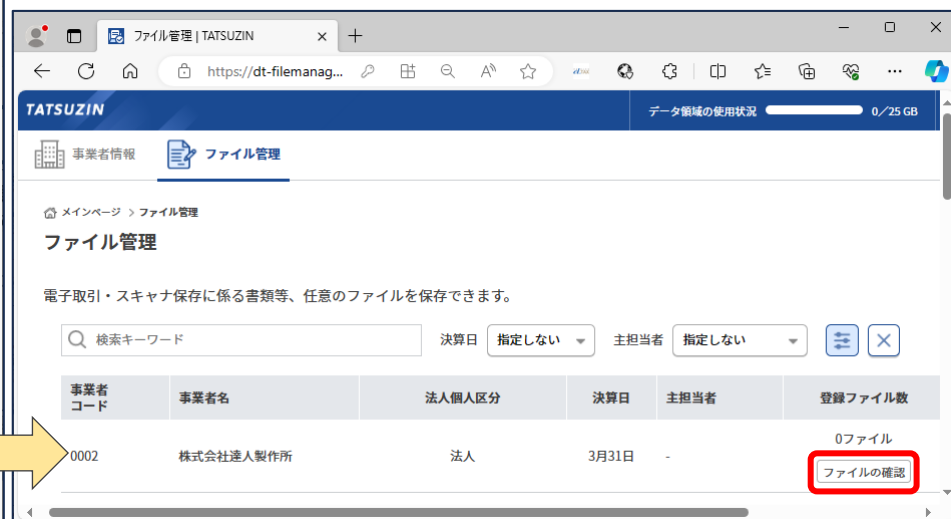 ファイル管理 | TATSUZIN
https://dt-filemanag...
TATSUZIN
データ領域の使用状況 0/25 GB
事業者情報 ファイル管理
メインページ > ファイル管理
ファイル管理
電子取引・スキャナ保存に係る書類等、任意のファイルを保存できます。
検索キーワード 決算日 指定しない 主担当者 指定しない
事業者コード 事業者名 法人個人区分 決算日 主担当者 登録ファイル数
0002 株式会社達人製作所 法人 3月31日 - 0ファイル
ファイルの確認